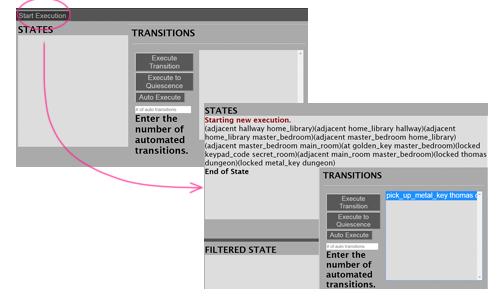 Start Execution
STATES
TRANSITIONS
Execute
Transition
Execute to
Quiescence
Auto Execute
# of auto transitions
Enter the
number of
automated
transitions.
STATES
Starting new execution.
(adjacent hallway home_library)(adjacent home_library hallway)(adjacent
home_library master_bedroom)(adjacent master_bedroom home_library)
(adjacent master_bedroom main_room)(at golden_key master_bedroom)(locked
keypad_code secret_room)(adjacent main_room master_bedroom)(locked thomas
dungeon)(locked metal_key dungeon)
End of State
TRANSITIONS
Execute
Transition
pick_up_metal_key thomas
Execute to
Quiescence
Auto Execute
# of auto transitions
FILTERED STATE
Enter the
number of
automated
transitions.